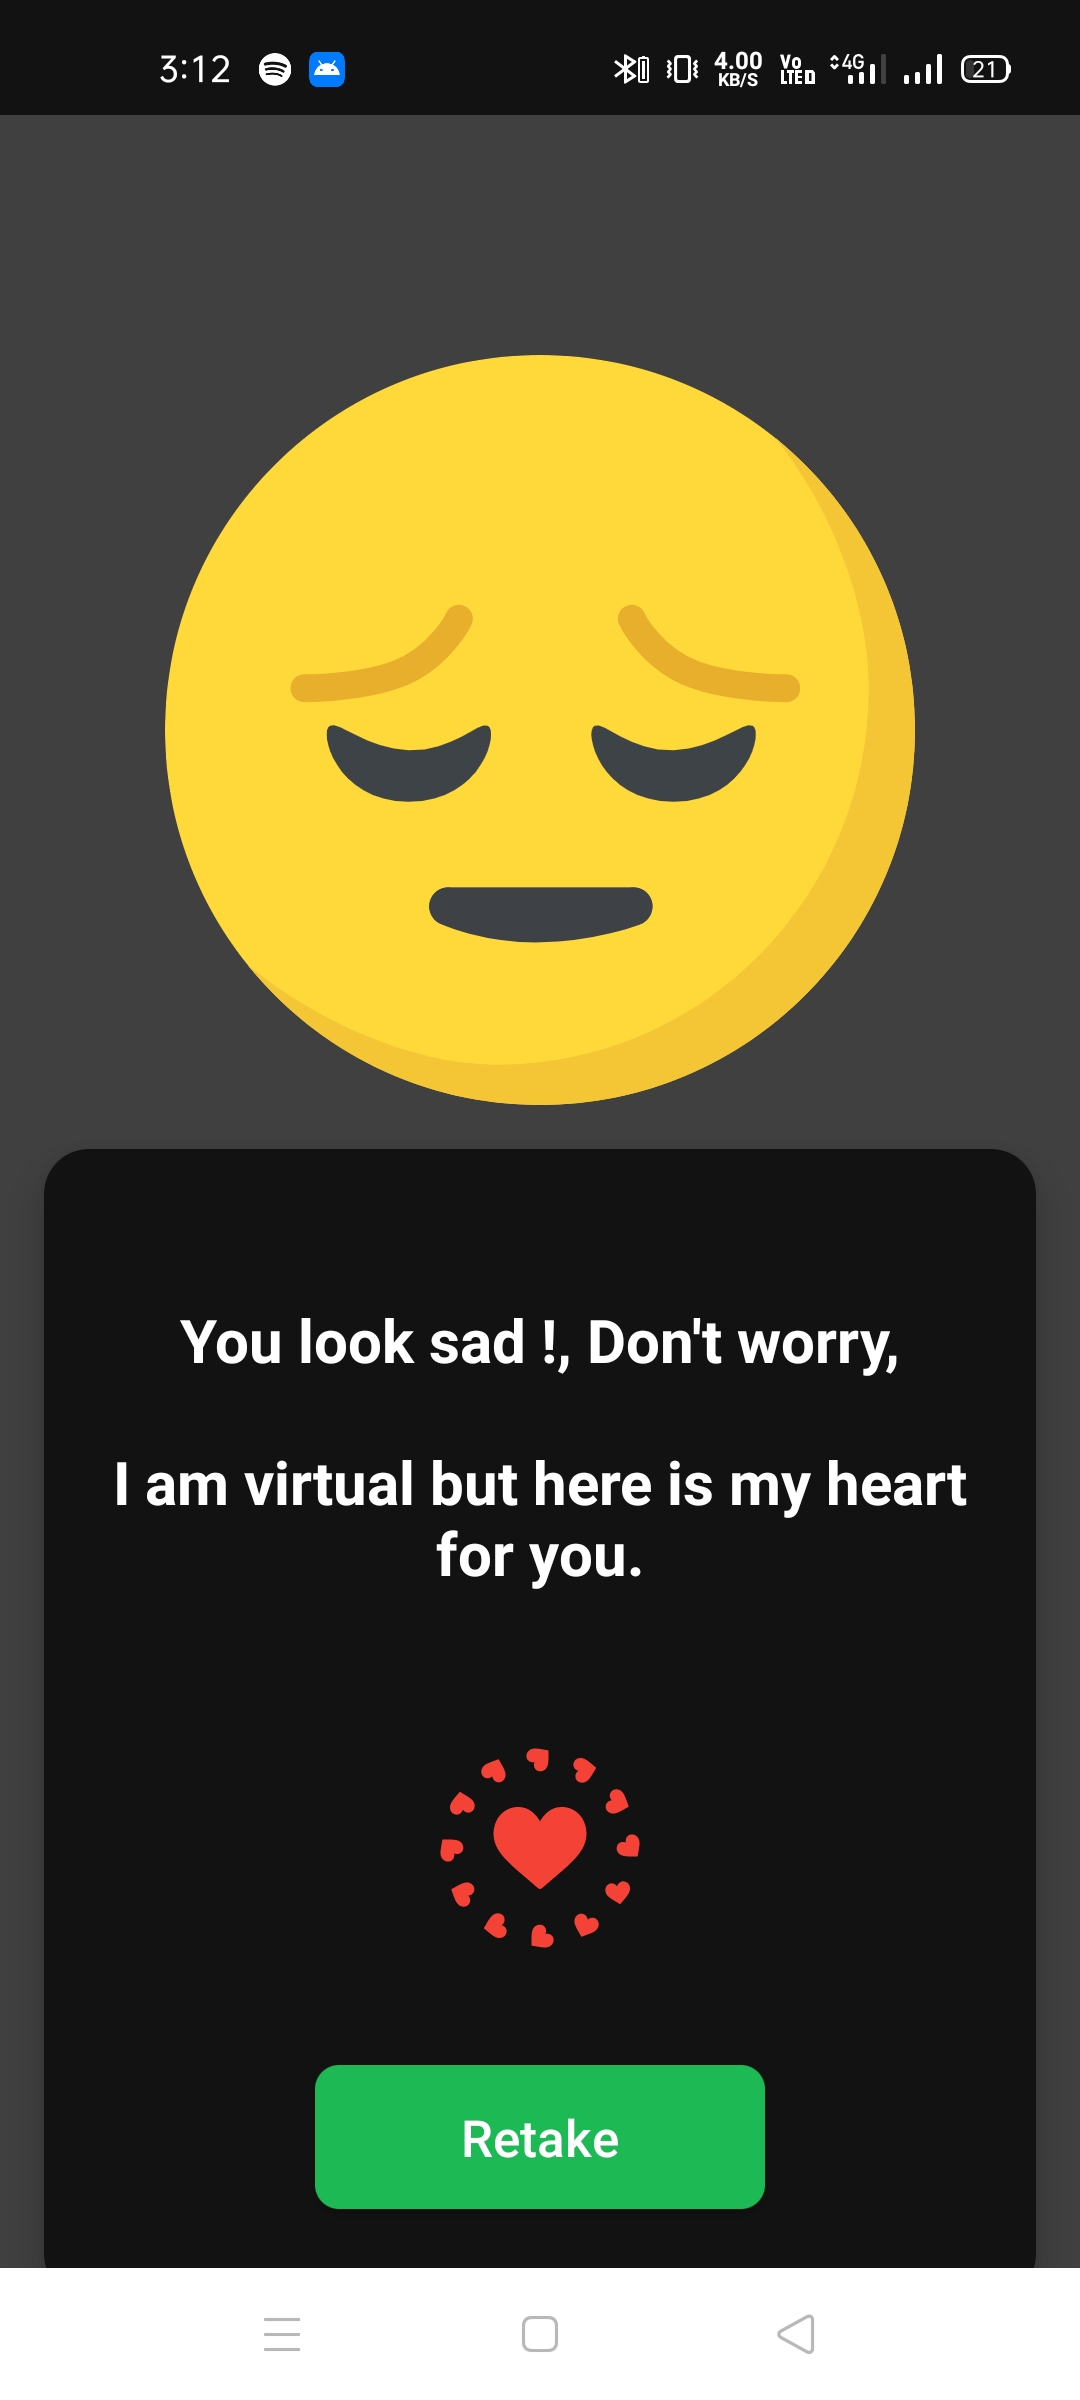 3:12 4.00 KB/S Vo LTE D 4G 21
You look sad !, Don't worry,
I am virtual but here is my heart
for you.
Retake